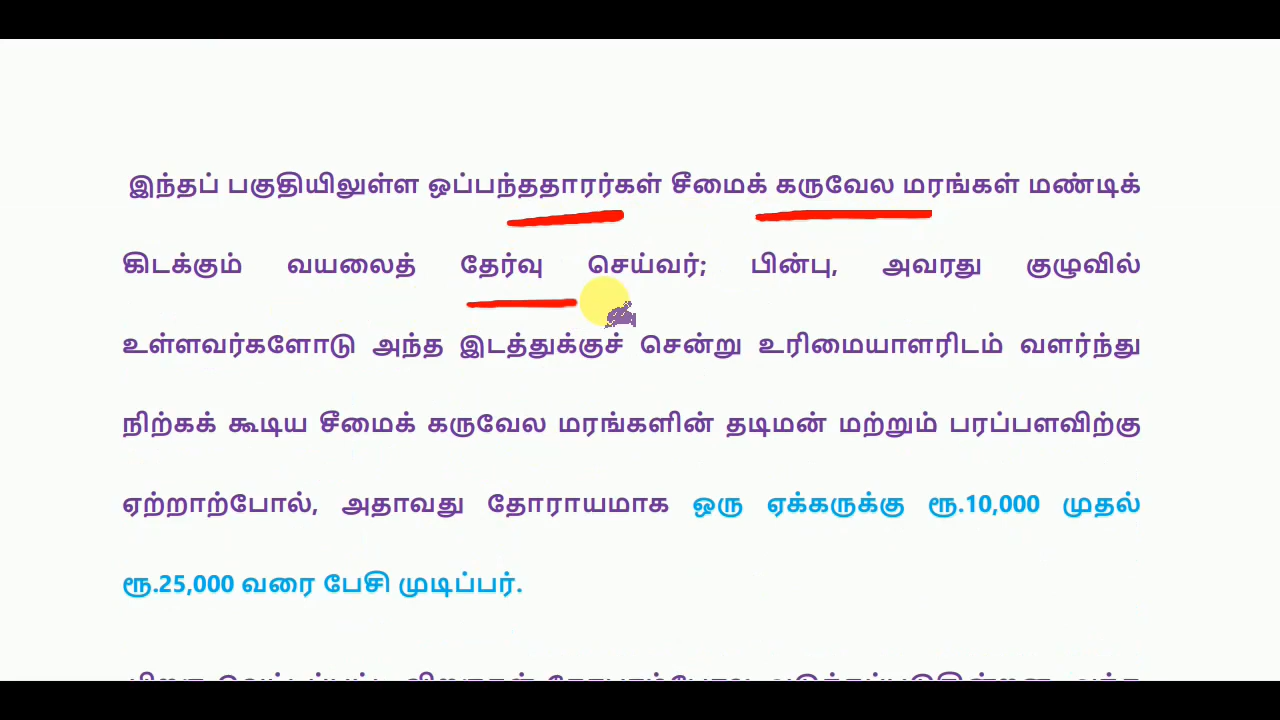 இந்தப் பகுதியிலுள்ள ஒப்பந்ததாரர்கள் சீமைக் கருவேல மரங்கள் மண்டிக்
கிடக்கும் வயலைத் தேர்வு செய்வர்; பின்பு, அவரது குழுவில்
உள்ளவர்களோடு அந்த இடத்துக்குச் சென்று உரிமையாளரிடம் வளர்ந்து
நிற்கக் கூடிய சீமைக் கருவேல மரங்களின் தடிமன் மற்றும் பரப்பளவிற்கு
ஏற்றாற்போல், அதாவது தோராயமாக ஒரு ஏக்கருக்கு ரூ.10,000 முதல்
ரூ.25,000 வரை பேசி முடிப்பர்.